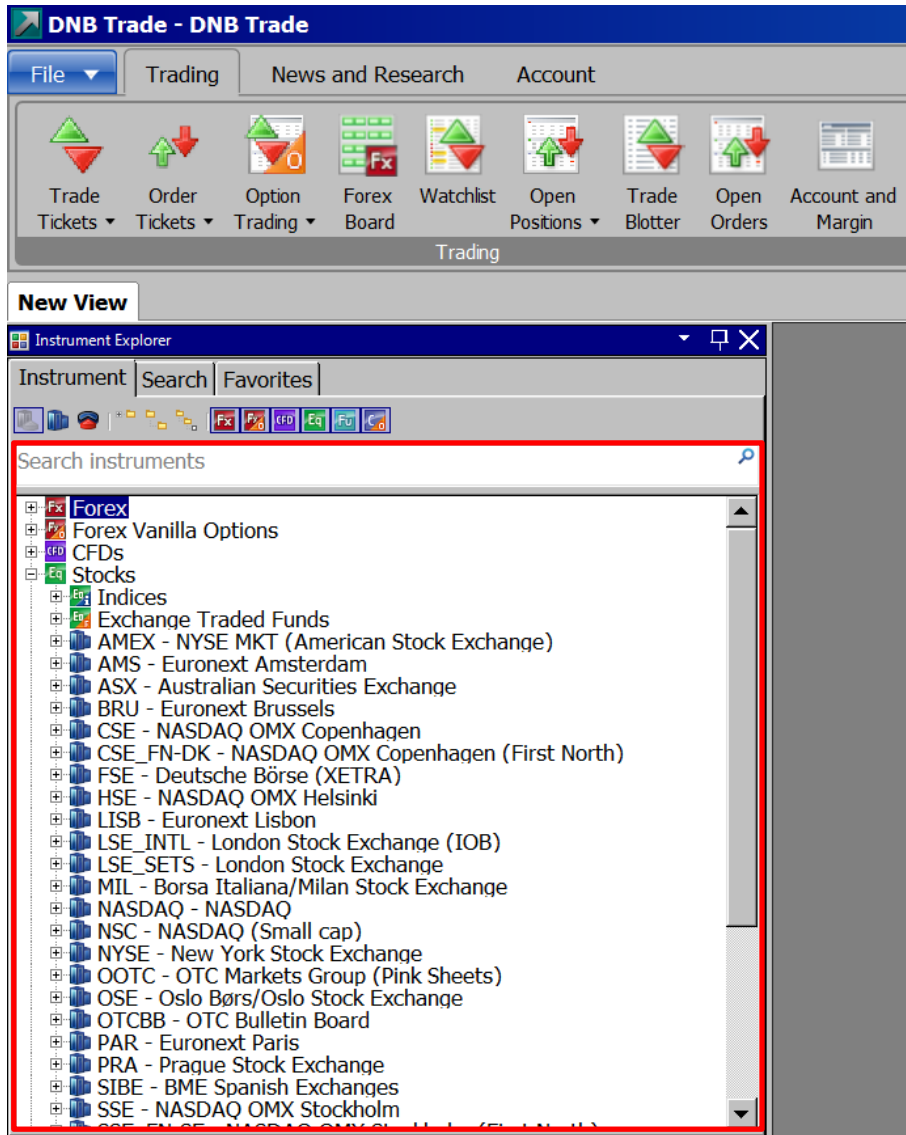 DNB Trade - DNB Trade
File Trading News and Research Account
Trade Tickets Order Tickets Option Trading Forex Board Watchlist Open Positions Trade Blotter Open Orders Account and Margin
Trading
New View
Instrument Explorer
Instrument Search Favorites
Fx Fx CFD Eq Fu C
Search instruments
Forex
Forex Vanilla Options
CFDs
Stocks
Indices
Exchange Traded Funds
AMEX - NYSE MKT (American Stock Exchange)
AMS - Euronext Amsterdam
ASX - Australian Securities Exchange
BRU - Euronext Brussels
CSE - NASDAQ OMX Copenhagen
CSE_FN-DK - NASDAQ OMX Copenhagen (First North)
FSE - Deutsche Börse (XETRA)
HSE - NASDAQ OMX Helsinki
LISB - Euronext Lisbon
LSE_INTL - London Stock Exchange (IOB)
LSE_SETS - London Stock Exchange
MIL - Borsa Italiana/Milan Stock Exchange
NASDAQ - NASDAQ
NSC - NASDAQ (Small cap)
NYSE - New York Stock Exchange
OOTC - OTC Markets Group (Pink Sheets)
OSE - Oslo Børs/Oslo Stock Exchange
OTCBB - OTC Bulletin Board
PAR - Euronext Paris
PRA - Prague Stock Exchange
SIBE - BME Spanish Exchanges
SSE - NASDAQ OMX Stockholm